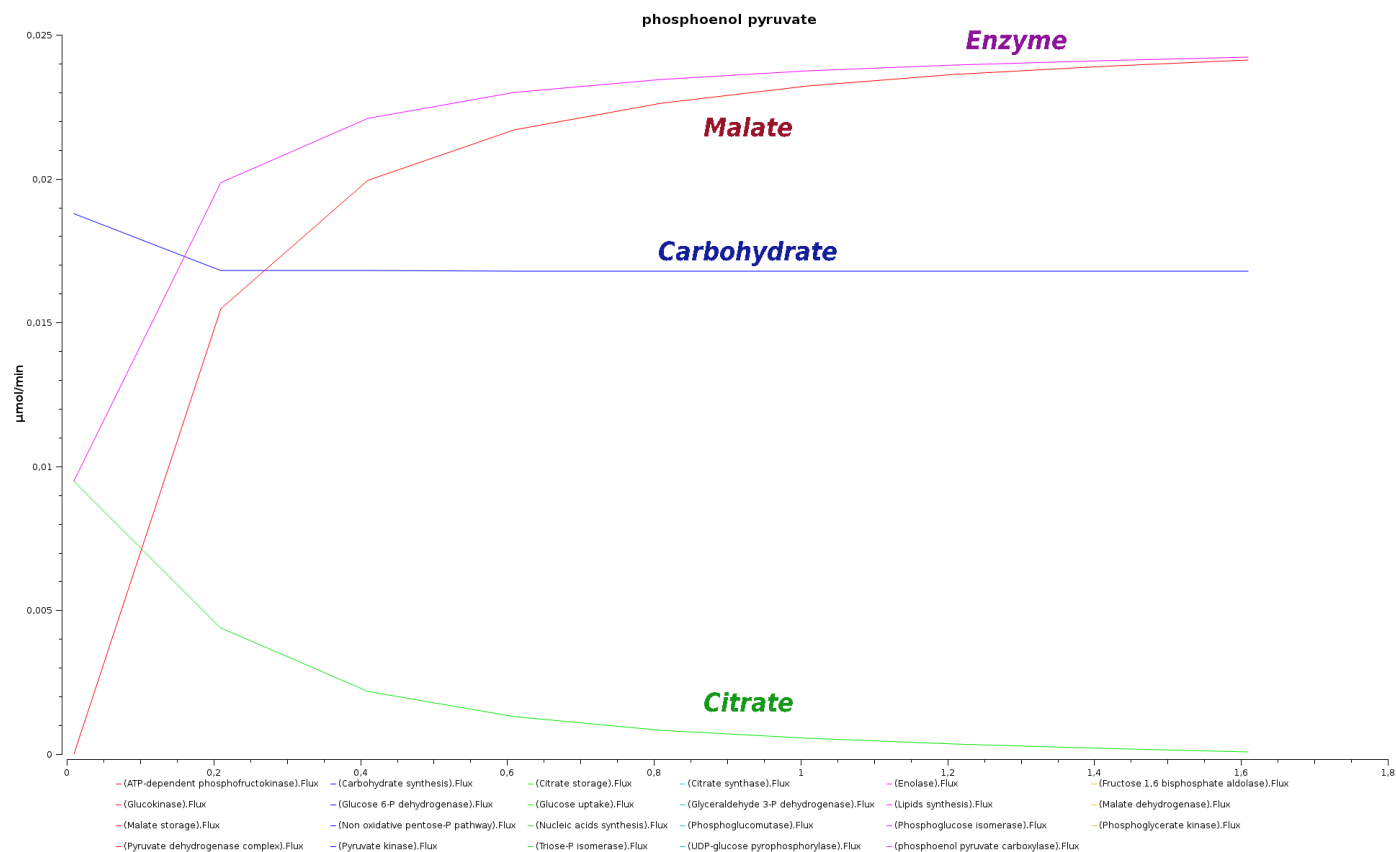 phosphoenol pyruvate
Enzyme
0,025
Malate
0,02
Carbohydrate
0,015
µmol/min
0,01
0,005
Citrate
0
0 0,2 0,4 0,6 0,8 1 1,2 1,4 1,6 1,8
(ATP-dependent phosphofructokinase).Flux (Carbohydrate synthesis).Flux (Citrate storage).Flux (Citrate synthase).Flux (Enolase).Flux (Fructose 1,6 bisphosphate aldolase).Flux
(Glucokinase).Flux (Glucose 6-P dehydrogenase).Flux (Glucose uptake).Flux (Glyceraldehyde 3-P dehydrogenase).Flux (Lipids synthesis).Flux (Malate dehydrogenase).Flux
(Malate storage).Flux (Non oxidative pentose-P pathway).Flux (Nucleic acids synthesis).Flux (Phosphoglucomutase).Flux (Phosphoglucose isomerase).Flux (Phosphoglycerate kinase).Flux
(Pyruvate dehydrogenase complex).Flux (Pyruvate kinase).Flux (Triose-P isomerase).Flux (UDP-glucose pyrophosphorylase).Flux (phosphoenol pyruvate carboxylase).Flux